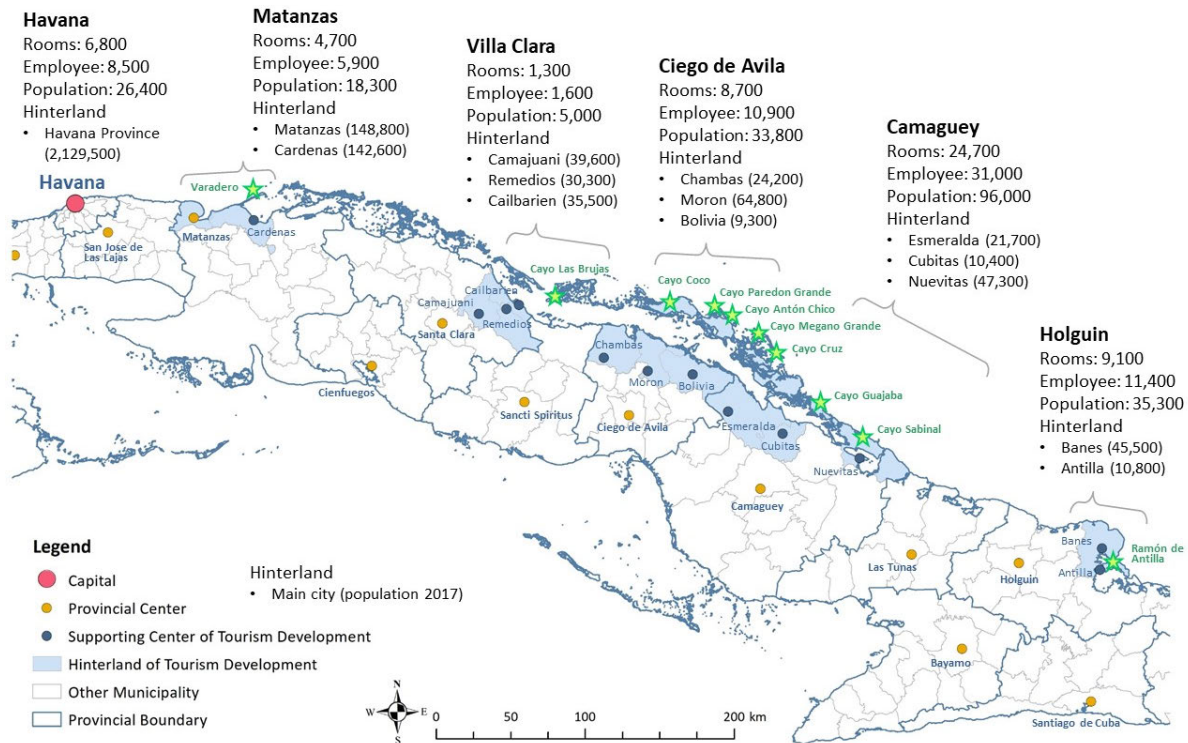 Havana
Rooms: 6,800
Employee: 8,500
Population: 26,400
Hinterland
• Havana Province
(2,129,500)
Matanzas
Rooms: 4,700
Employee: 5,900
Population: 18,300
Hinterland
• Matanzas (148,800)
• Cardenas (142,600)
Villa Clara
Rooms: 1,300
Employee: 1,600
Population: 5,000
Hinterland
• Camajuani (39,600)
• Remedios (30,300)
• Cailbarien (35,500)
Ciego de Avila
Rooms: 8,700
Employee: 10,900
Population: 33,800
Hinterland
• Chambas (24,200)
• Moron (64,800)
• Bolivia (9,300)
Camaguey
Rooms: 24,700
Employee: 31,000
Population: 96,000
Hinterland
• Esmeralda (21,700)
• Cubitas (10,400)
• Nuevitas (47,300)
Holguin
Rooms: 9,100
Employee: 11,400
Population: 35,300
Hinterland
• Banes (45,500)
• Antilla (10,800)
Havana
Varadero
San Jose de
Las Lajas
Matanzas
Cardenas
Cayo Las Brujas
Cailbarien
Camajuani
Remedios
Santa Clara
Cienfuegos
Sancti Spiritus
Cayo Coco
Cayo Paredon Grande
Cayo Antón Chico
Cayo Megano Grande
Cayo Cruz
Chambas
Moron
Bolivia
Ciego de Avila
Cayo Guajaba
Esmeralda
Cubitas
Cayo Sabinal
Nuevitas
Camaguey
Las Tunas
Holguin
Banes
Antilla
Ramón de
Antilla
Bayamo
Santiago de Cuba
Legend
Capital
Provincial Center
Supporting Center of Tourism Development
Hinterland of Tourism Development
Other Municipality
Provincial Boundary
Hinterland
• Main city (population 2017)
N
W E
S
0 50 100 200 km